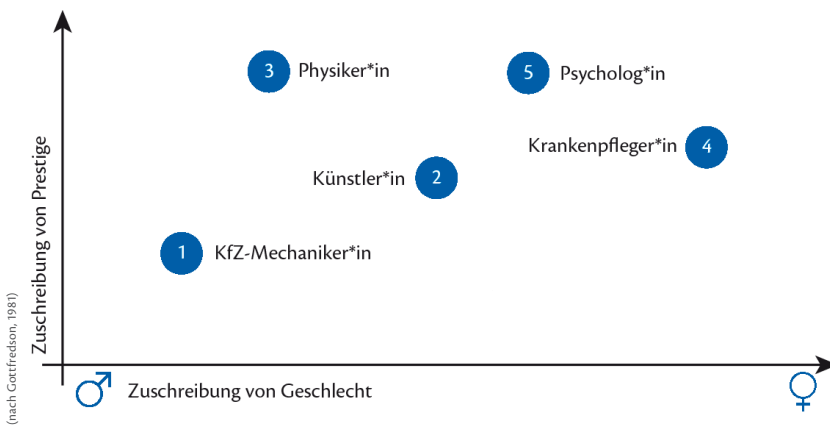 3 Physiker*in
5 Psycholog*in
Krankenpfleger*in 4
Künstler*in 2
1 KfZ-Mechaniker*in
Zuschreibung von Prestige
(nach Gottfredson, 1981)
♂ Zuschreibung von Geschlecht ♀